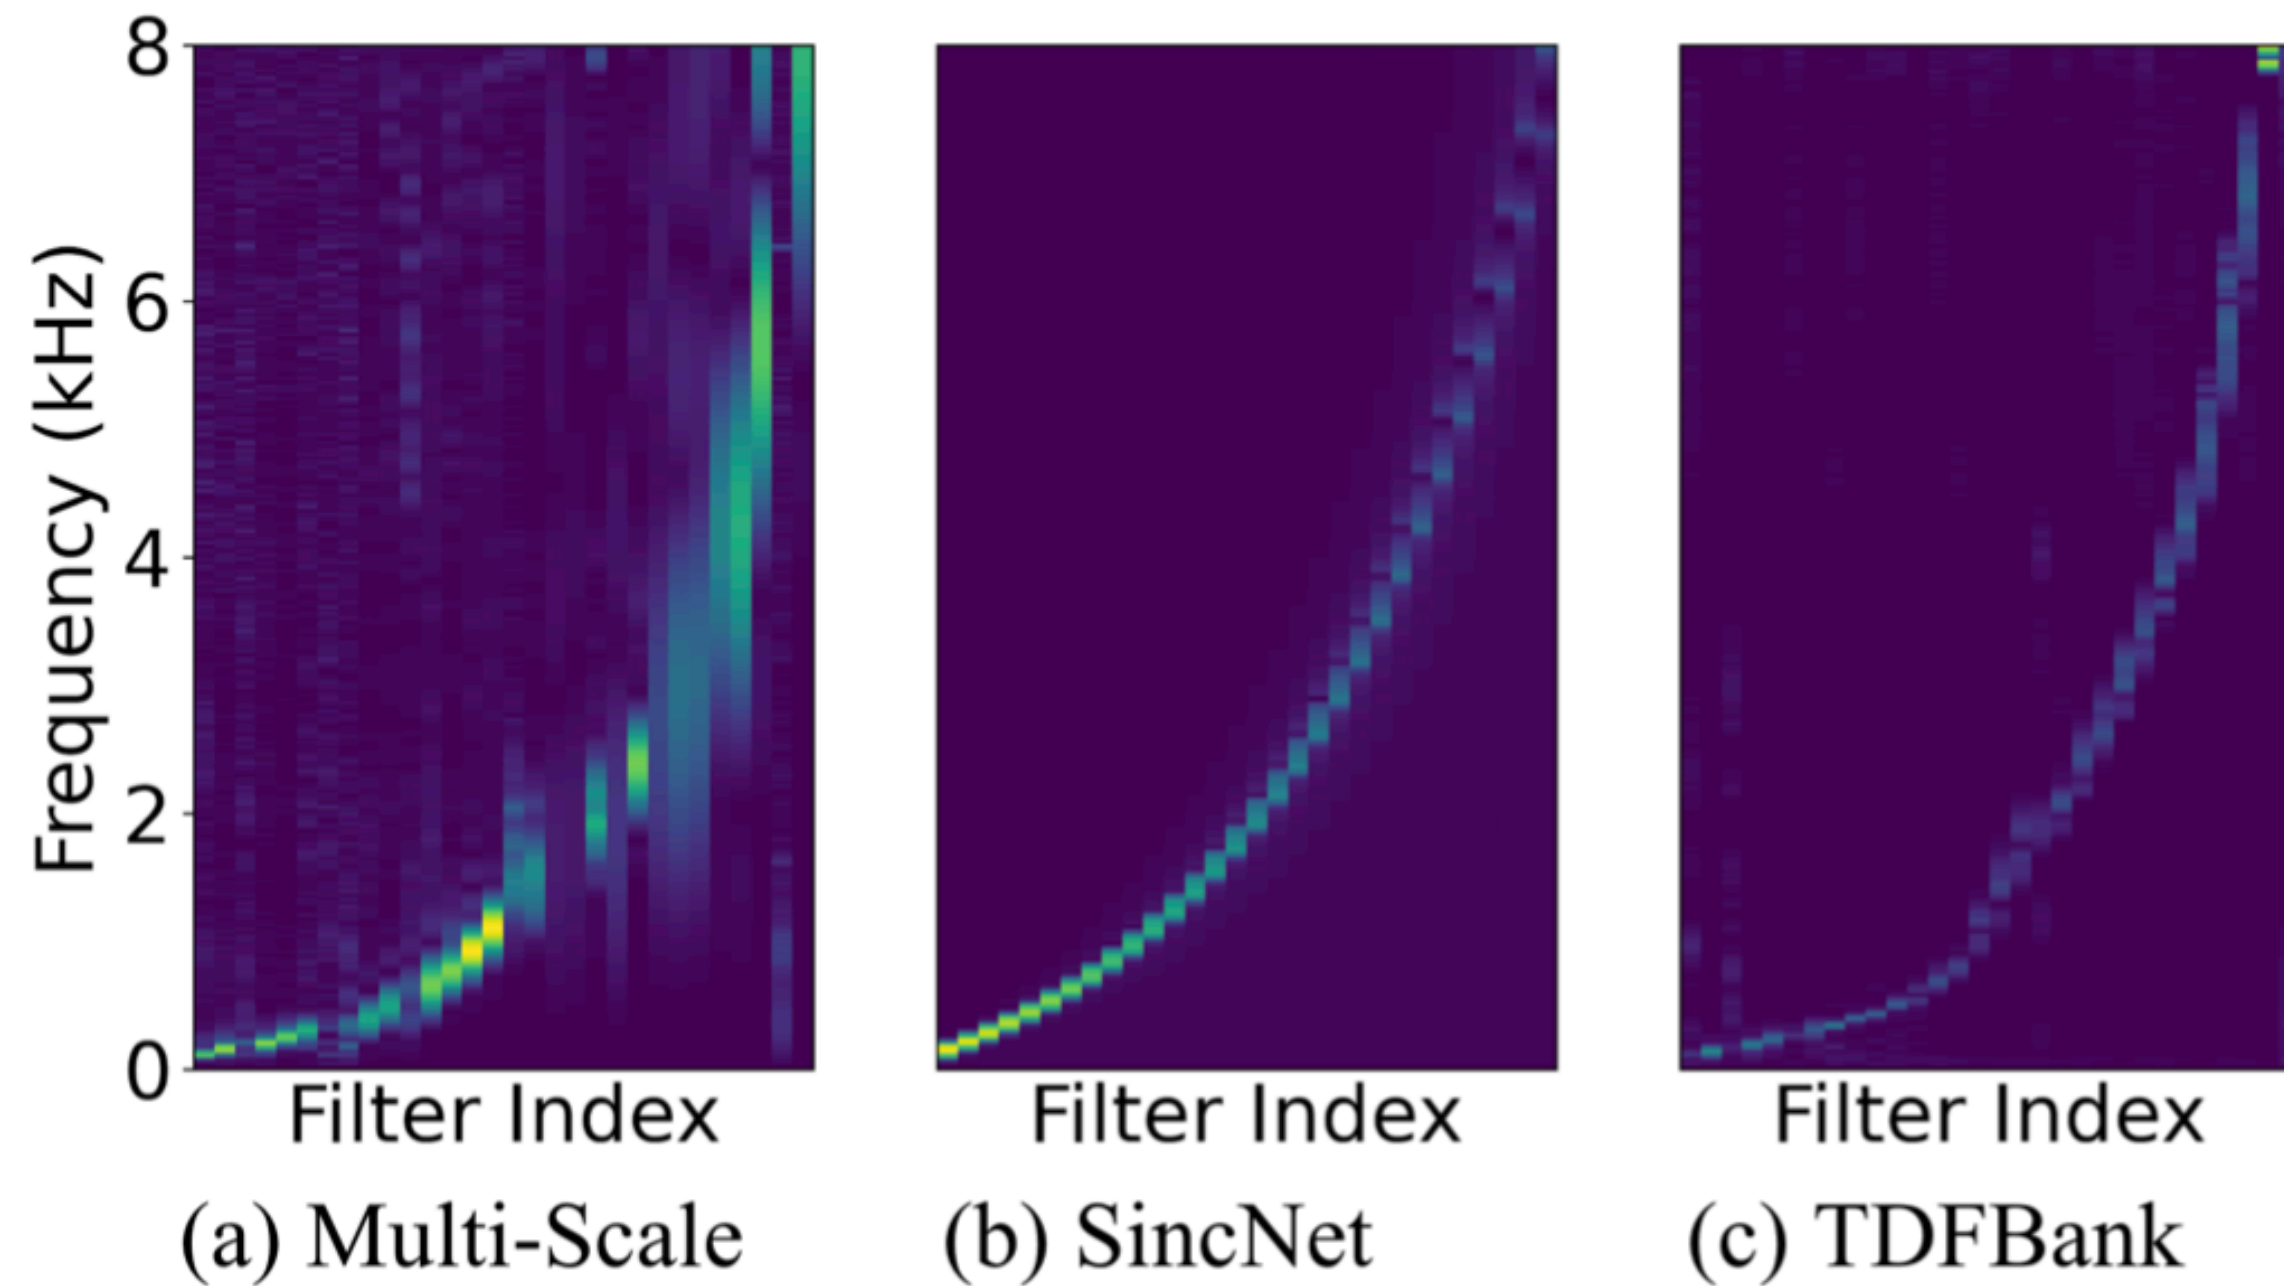 Frequency (kHz)
8
6
4
2
0
Filter Index
Filter Index
Filter Index
(a) Multi-Scale
(b) SincNet
(c) TDFBank